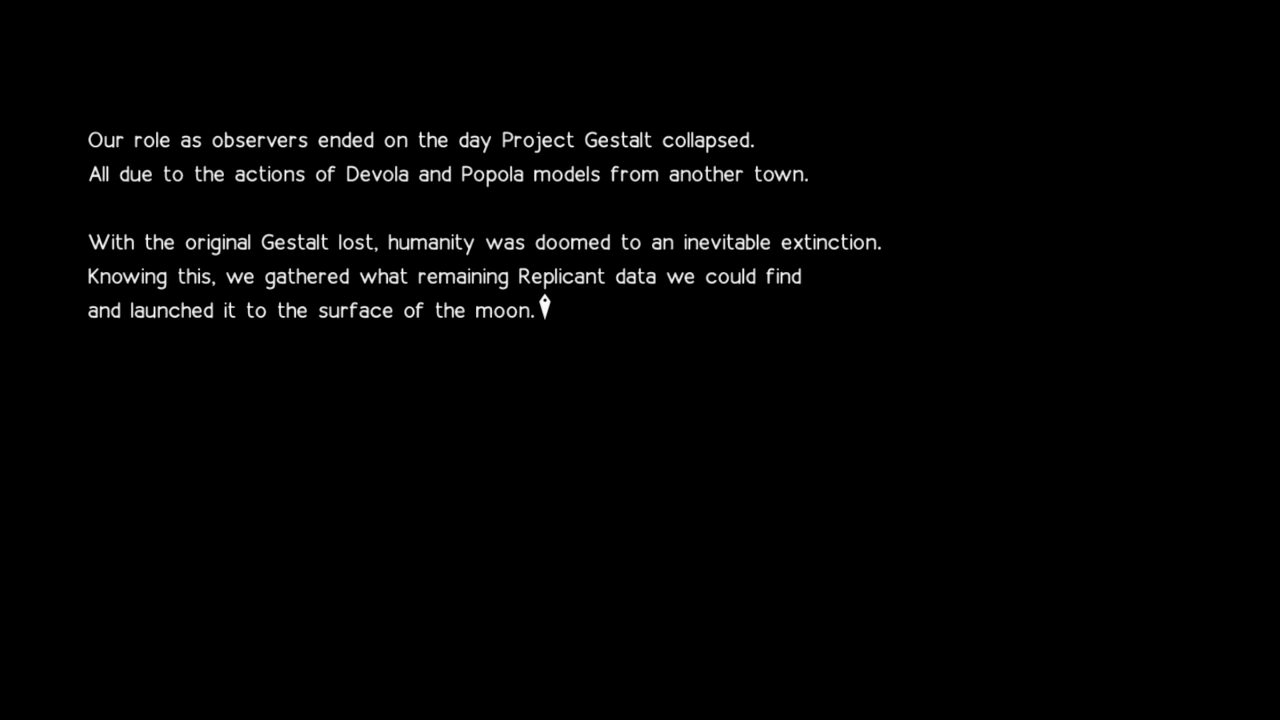 Our role as observers ended on the day Project Gestalt collapsed.
All due to the actions of Devola and Popola models from another town.
With the original Gestalt lost, humanity was doomed to an inevitable extinction.
Knowing this, we gathered what remaining Replicant data we could find
and launched it to the surface of the moon.